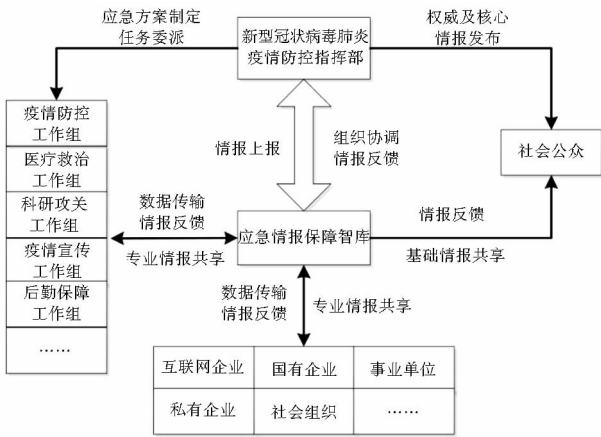 应急方案制定
任务委派
新型冠状病毒肺炎
疫情防控指挥部
权威及核心
情报发布
疫情防控
工作组
医疗救治
工作组
科研攻关
工作组
疫情宣传
工作组
后勤保障
工作组
……
情报上报
组织协调
情报反馈
社会公众
数据传输
情报反馈
专业情报共享
应急情报保障智库
情报反馈
基础情报共享
数据传输
情报反馈
专业情报共享
互联网企业
国有企业
事业单位
私有企业
社会组织
……